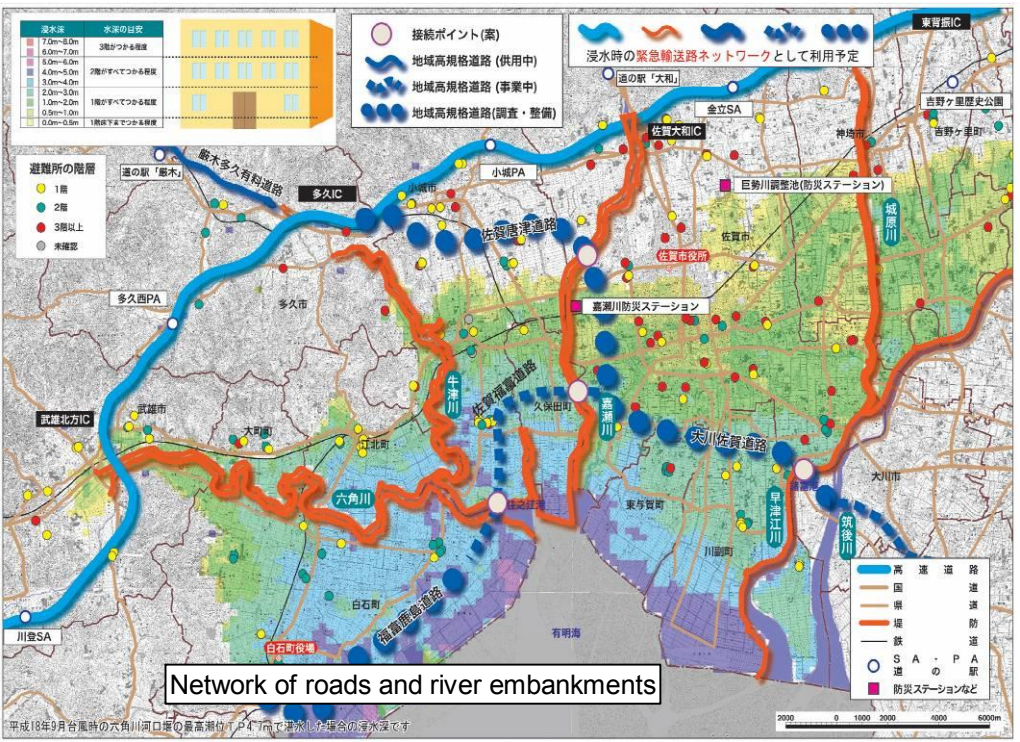 浸水深
水深の目安
7.0m~8.0m
6.0m~7.0m
5.0m~6.0m
4.0m~5.0m
3.0m~4.0m
2.0m~3.0m
1.0m~2.0m
0.5m~1.0m
0.0m~0.5m
3階がつかる程度
2階がすべてつかる程度
1階がすべてつかる程度
1階床下までつかる程度
接続ポイント(案)
地域高規格道路(供用中)
地域高規格道路(事業中)
地域高規格道路(調査・整備)
浸水時の緊急輸送路ネットワークとして利用予定
東背振IC
道の駅「大和」
金立SA
吉野ヶ里歴史公園
吉野ヶ里町
神埼市
佐賀大和IC
避難所の階層
1階
2階
3階以上
未確認
道の駅「厳木」
厳木多久有料道路
多久IC
小城市
小城PA
巨勢川調整池(防災ステーション)
城原川
佐賀唐津道路
佐賀市
佐賀市役所
多久西PA
多久市
嘉瀬川防災ステーション
牛津川
佐賀福富道路
久保田町
嘉瀬川
武雄北方IC
武雄市
大町町
江北町
大川佐賀道路
大川市
六角川
住之江港
東与賀町
早津江川
筑後川
川副町
白石町
福富鹿島道路
白石町役場
有明海
川登SA
高速道路
国道
県道
堤防
鉄道
SA・PA
道の駅
防災ステーションなど
Network of roads and river embankments
平成18年9月台風時の六角川河口堰の最高潮位TP4.7mで湛水した場合の浸水深です
2000 0 1000 2000 4000 6000m